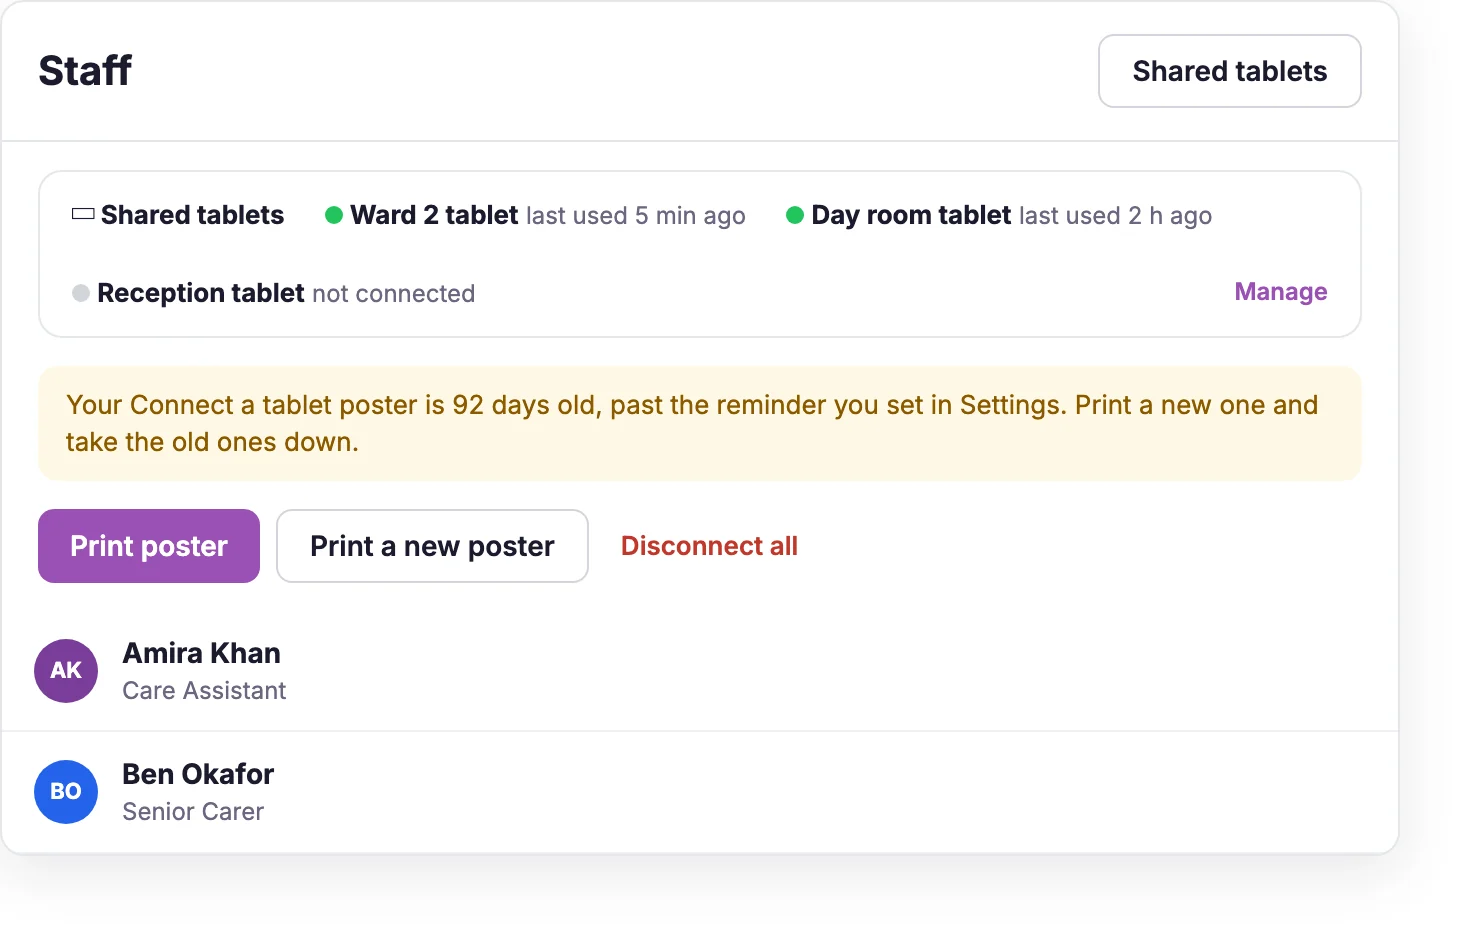 Staff
Shared tablets
Shared tablets Ward 2 tablet last used 5 min ago Day room tablet last used 2 h ago
Reception tablet not connected Manage
Your Connect a tablet poster is 92 days old, past the reminder you set in Settings. Print a new one and
take the old ones down.
Print poster Print a new poster Disconnect all
AK
Amira Khan
Care Assistant
BO
Ben Okafor
Senior Carer